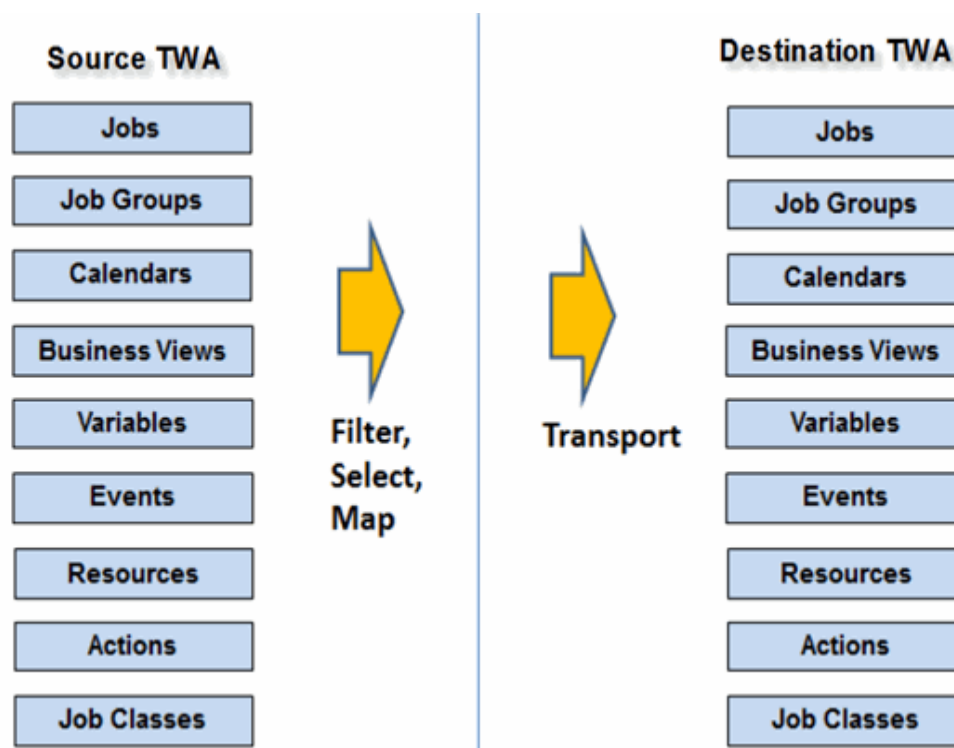 Source TWA
Jobs
Job Groups
Calendars
Business Views
Variables
Events
Resources
Actions
Job Classes
Filter,
Select,
Map
Transport
Destination TWA
Jobs
Job Groups
Calendars
Business Views
Variables
Events
Resources
Actions
Job Classes